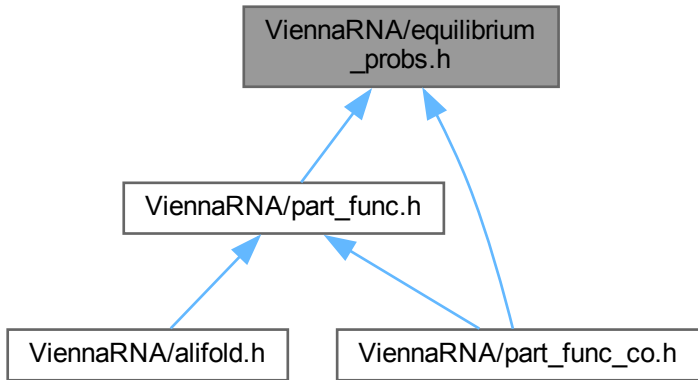 ViennaRNA/equilibrium
_probs.h
ViennaRNA/part_func.h
ViennaRNA/alifold.h
ViennaRNA/part_func_co.h